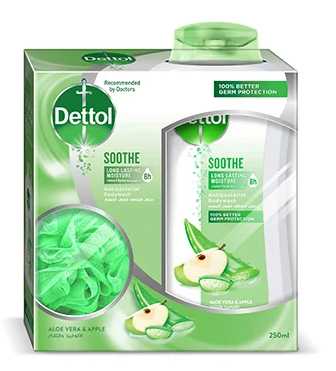 Recommended
by Doctors
100% BETTER
GERM PROTECTION
Dettol
SOOTHE
LONG LASTING
MOISTURE
8h
Antibacterial
Bodywash
ALOE VERA & APPLE
Dettol
SOOTHE
LONG LASTING
MOISTURE
8h
Antibacterial
Bodywash
100% BETTER
GERM PROTECTION
ALOE VERA & APPLE
250ml